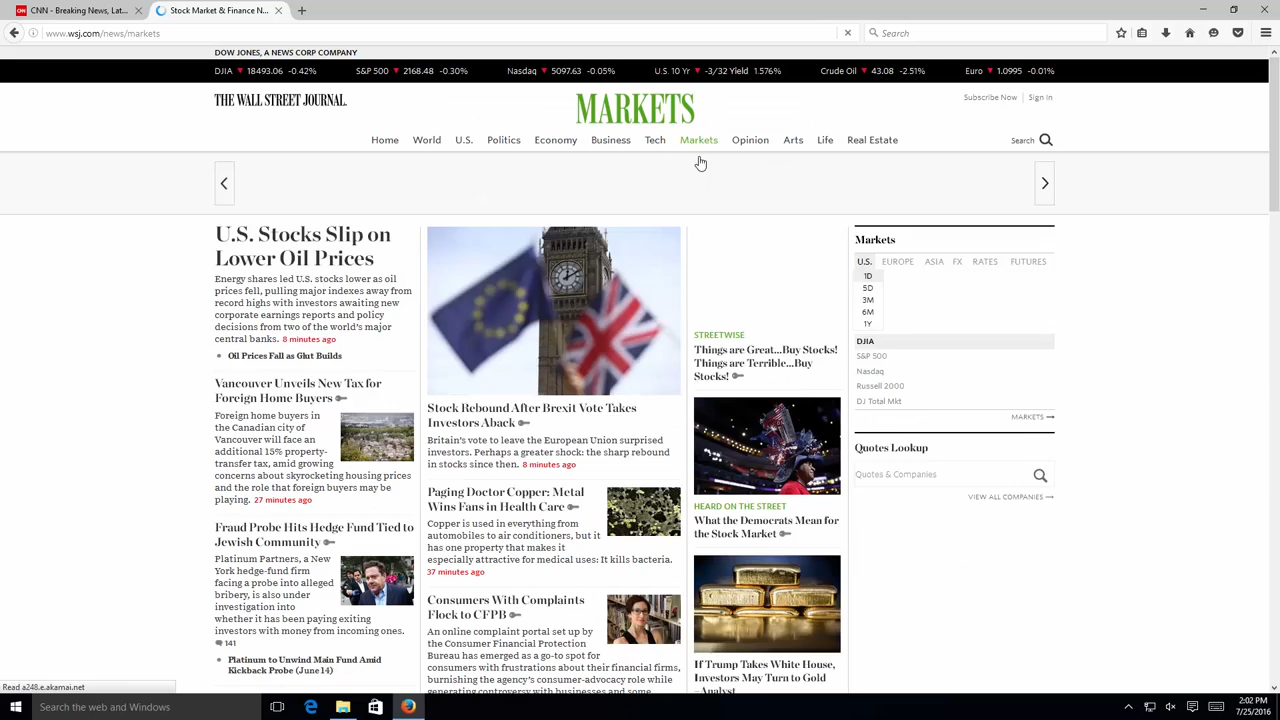 CNN - Breaking News, Lat...
Stock Market & Finance N...
www.wsj.com/news/markets
Search
DOW JONES, A NEWS CORP COMPANY
DJIA ▼ 18493.06 -0.42%
S&P 500 ▼ 2168.48 -0.30%
Nasdaq ▼ 5097.63 -0.05%
U.S. 10 Yr ▼ -3/32 Yield 1.576%
Crude Oil ▼ 43.08 -2.51%
Euro ▼ 1.0995 -0.01%
THE WALL STREET JOURNAL.
MARKETS
Subscribe Now | Sign In
Home World U.S. Politics Economy Business Tech Markets Opinion Arts Life Real Estate
Search
U.S. Stocks Slip on
Lower Oil Prices
Energy shares led U.S. stocks lower as oil
prices fell, pulling major indexes away from
record highs with investors awaiting new
corporate earnings reports and policy
decisions from two of the world's major
central banks. 8 minutes ago
Oil Prices Fall as Glut Builds
Vancouver Unveils New Tax for
Foreign Home Buyers
Foreign home buyers in
the Canadian city of
Vancouver will face an
additional 15% property-
transfer tax, amid growing
concerns about skyrocketing housing prices
and the role that foreign buyers may be
playing. 27 minutes ago
Fraud Probe Hits Hedge Fund Tied to
Jewish Community
Platinum Partners, a New
York hedge-fund firm
facing a probe into alleged
bribery, is also under
investigation into
whether it has been paying exiting
investors with money from incoming ones.
141
Platinum to Unwind Main Fund Amid
Kickback Probe (June 14)
Stock Rebound After Brexit Vote Takes
Investors Aback
Britain's vote to leave the European Union surprised
investors. Perhaps a greater shock: the sharp rebound
in stocks since then. 8 minutes ago
Paging Doctor Copper: Metal
Wins Fans in Health Care
Copper is used in everything from
automobiles to air conditioners, but it
has one property that makes it
especially attractive for medical uses: It kills bacteria.
37 minutes ago
Consumers With Complaints
Flock to CFPB
An online complaint portal set up by
the Consumer Financial Protection
Bureau has emerged as a go-to spot for
consumers with frustrations about their financial firms,
burnishing the agency's consumer-advocacy role while
generating controversy with businesses and some
STREETWISE
Things are Great...Buy Stocks!
Things are Terrible...Buy
Stocks!
HEARD ON THE STREET
What the Democrats Mean for
the Stock Market
If Trump Takes White House,
Investors May Turn to Gold
–Analyst
Markets
U.S. EUROPE ASIA FX RATES FUTURES
1D
5D
3M
6M
1Y
DJIA
S&P 500
Nasdaq
Russell 2000
DJ Total Mkt
MARKETS
Quotes Lookup
Quotes & Companies
VIEW ALL COMPANIES
Read a248.e.akamai.net
Search the web and Windows
2:02 PM
7/25/2016